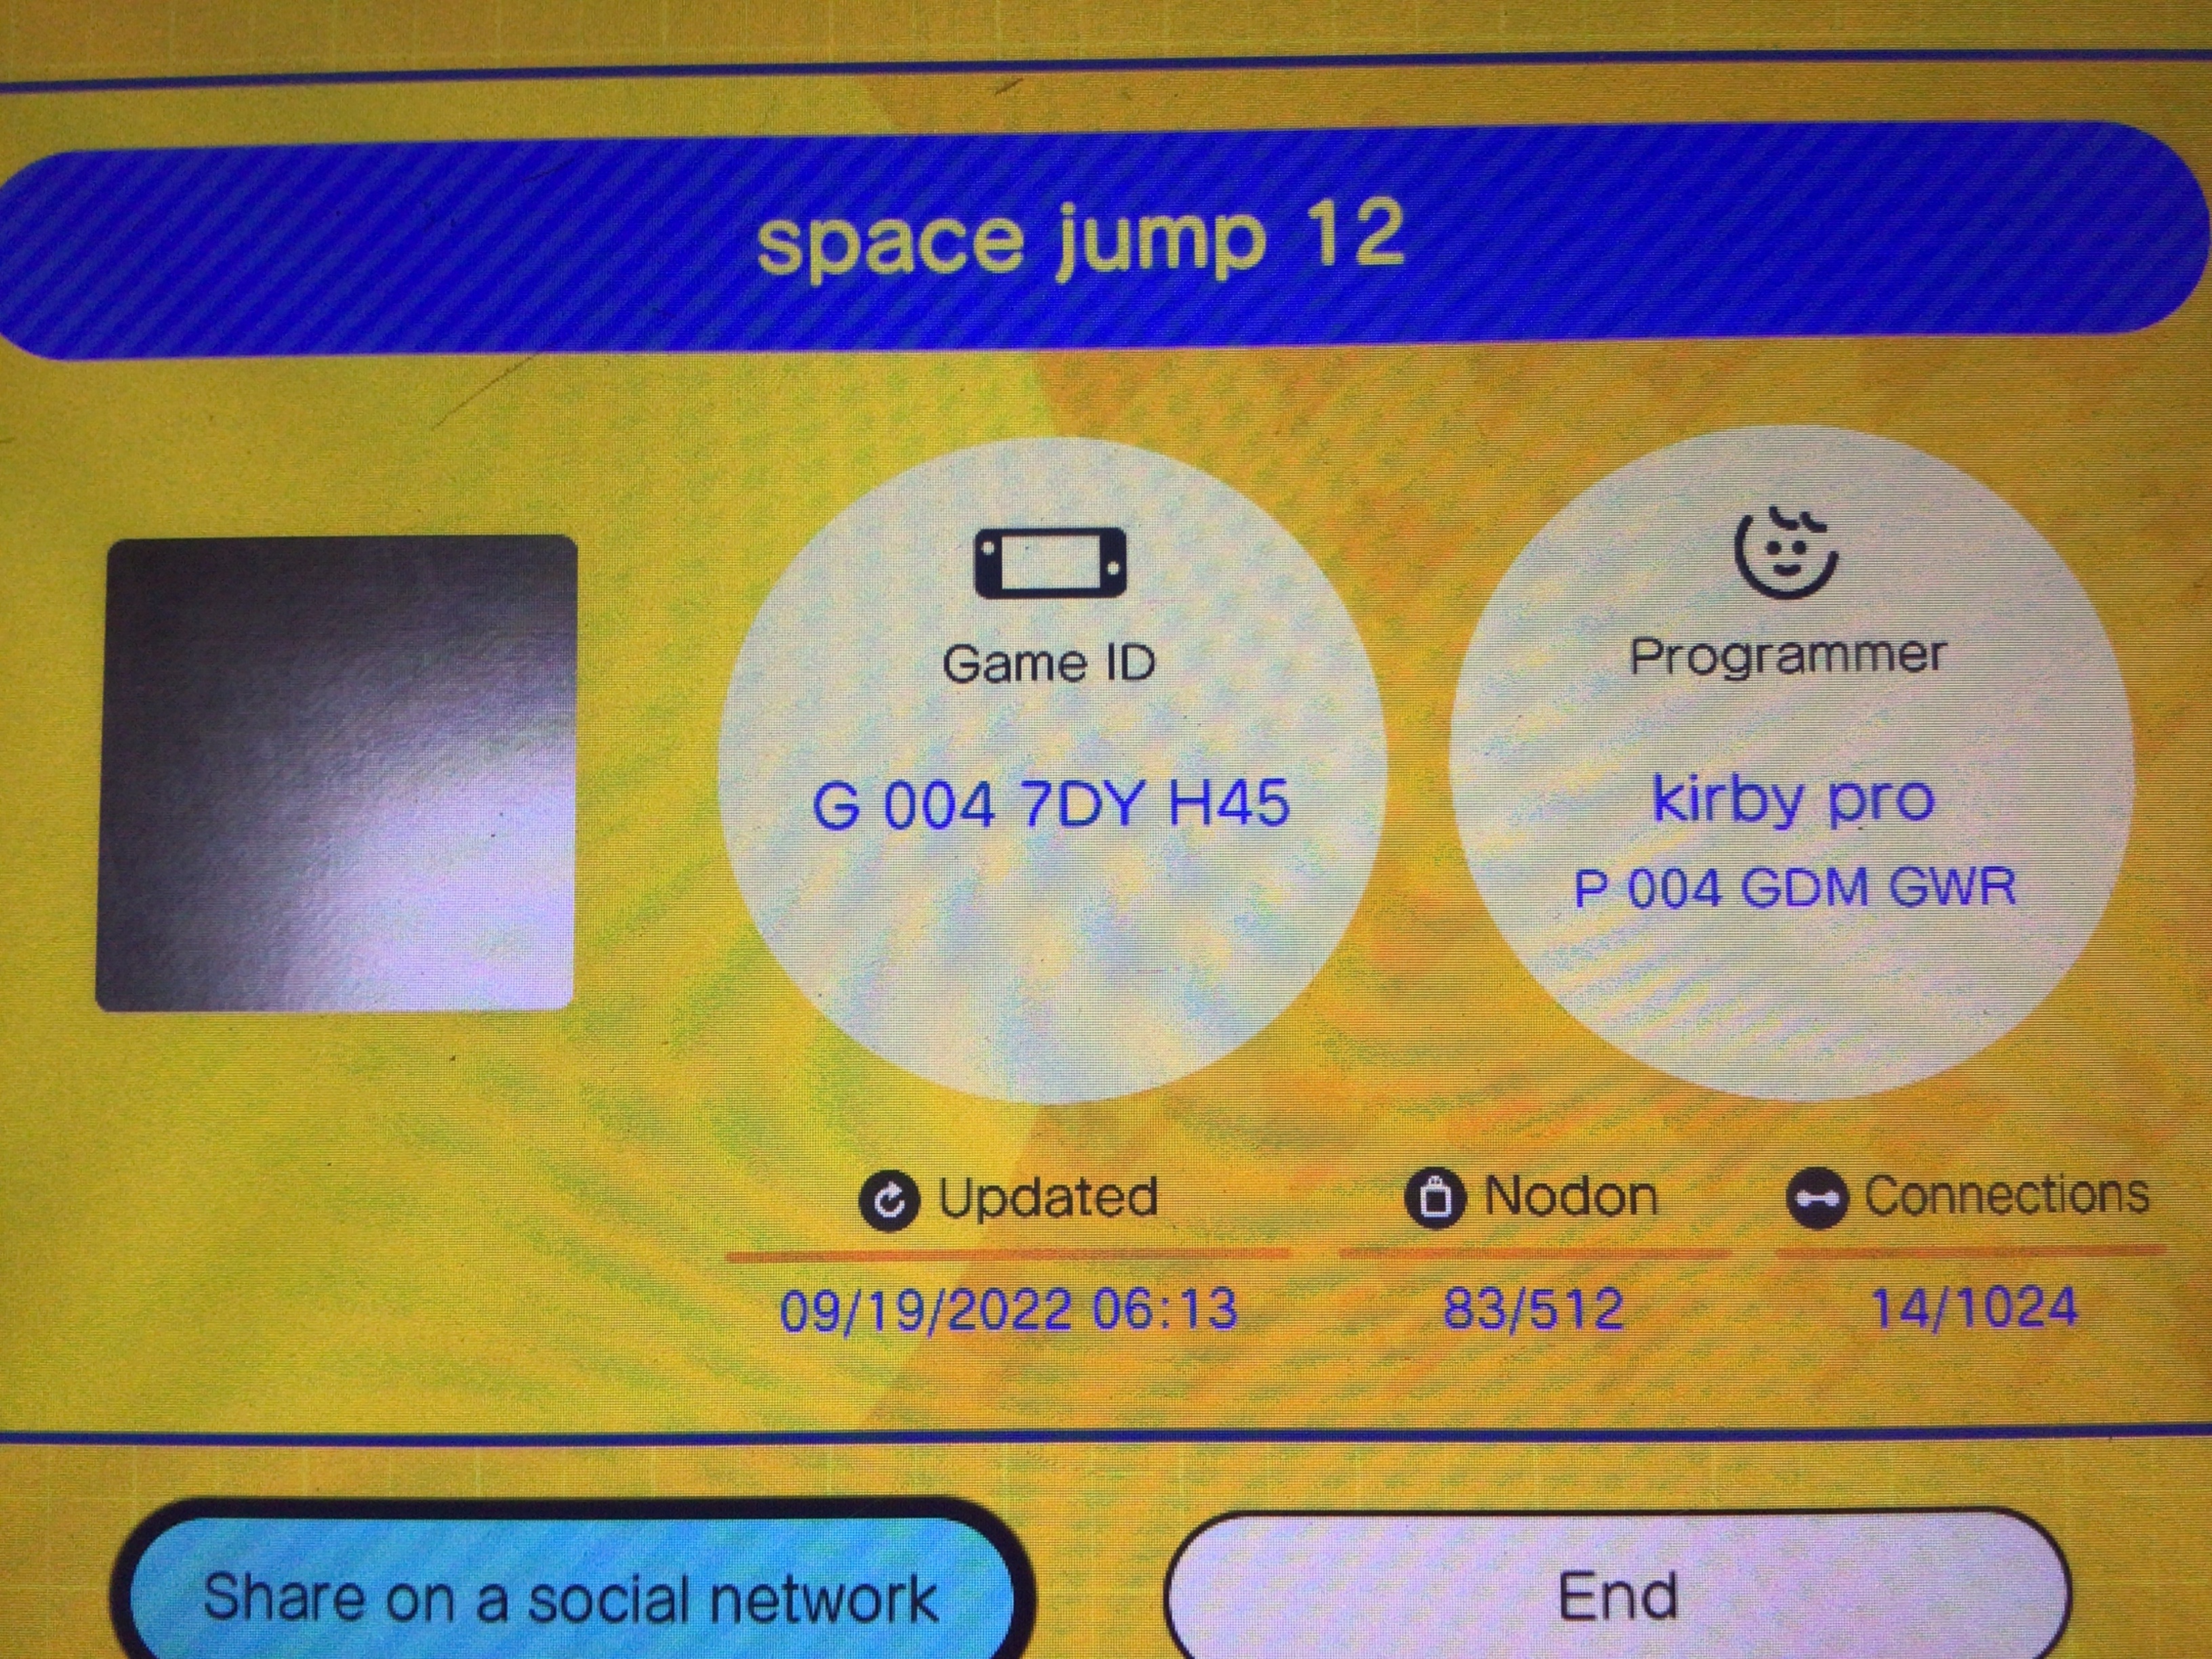 space jump 12
Game ID
G 004 7DY H45
Programmer
kirby pro
P 004 GDM GWR
Updated
09/19/2022 06:13
Nodon
83/512
Connections
14/1024
Share on a social network
End